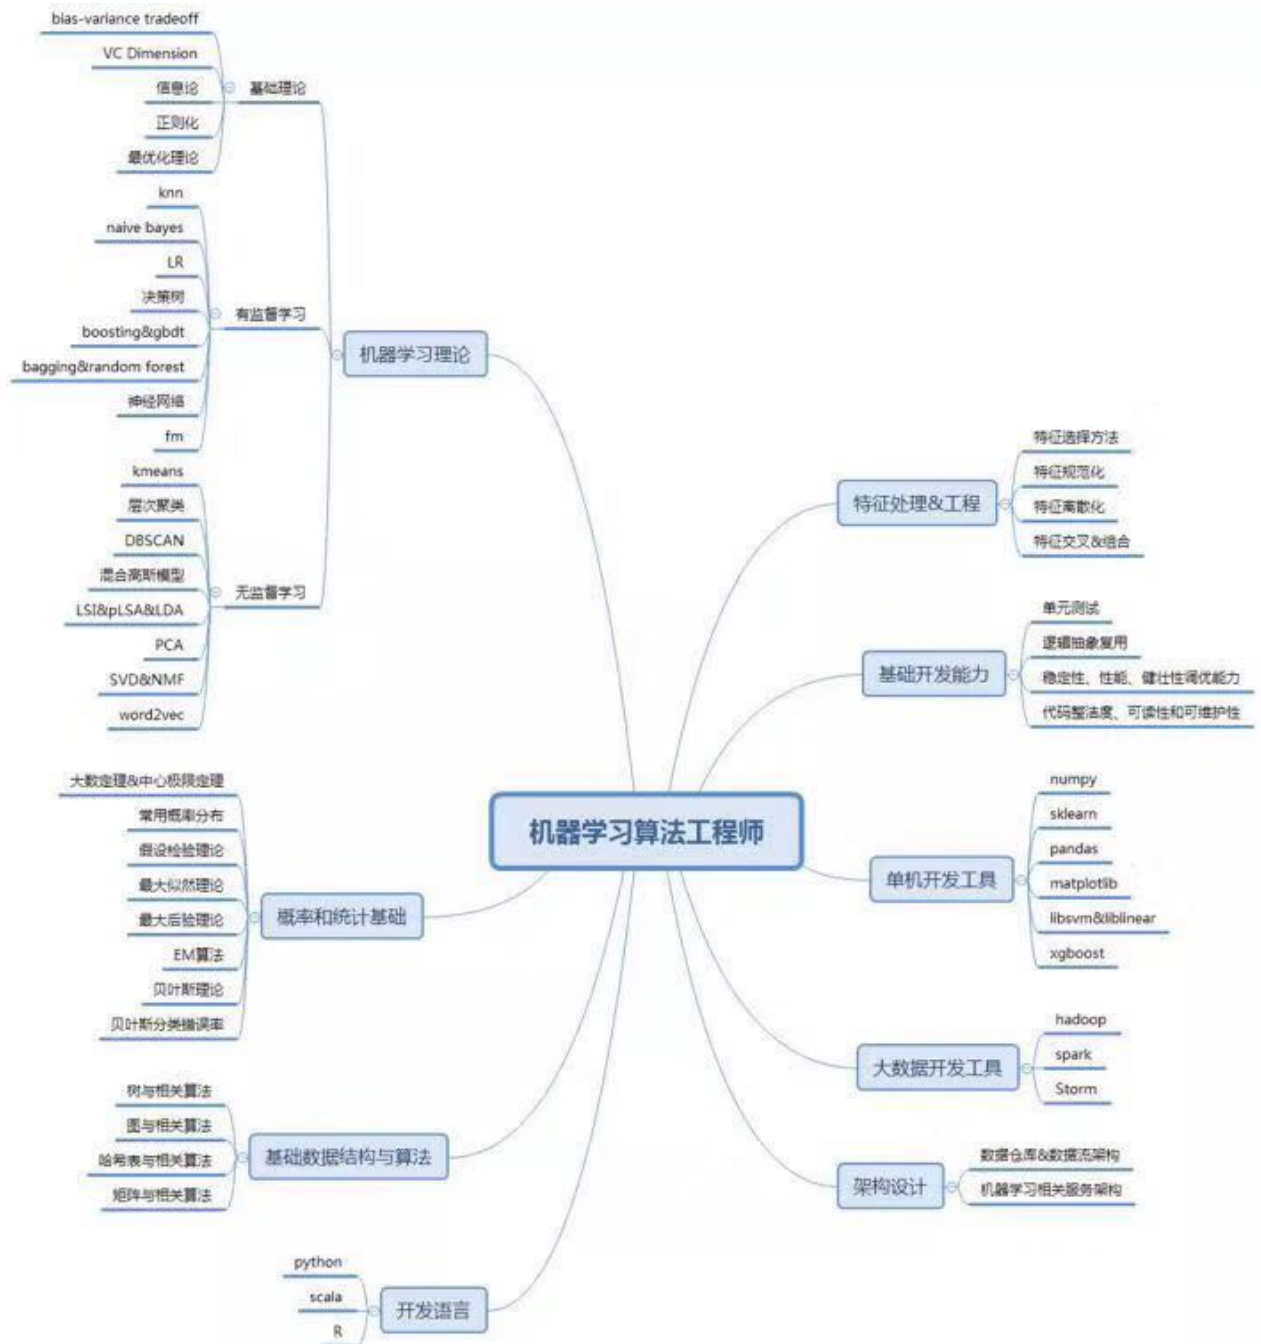 bias-variance tradeoff
VC Dimension
信息论
正则化
最优化理论
基础理论
knn
naive bayes
LR
决策树
boosting&gbdt
bagging&random forest
神经网络
fm
有监督学习
kmeans
层次聚类
DBSCAN
混合高斯模型
LSI&pLSA&LDA
PCA
SVD&NMF
word2vec
无监督学习
机器学习理论
大数定理&中心极限定理
常用概率分布
假设检验理论
最大似然理论
最大后验理论
EM算法
贝叶斯理论
贝叶斯分类错误率
概率和统计基础
树与相关算法
图与相关算法
哈希表与相关算法
矩阵与相关算法
基础数据结构与算法
python
scala
R
开发语言
机器学习算法工程师
特征处理&工程
特征选择方法
特征规范化
特征离散化
特征交叉&组合
基础开发能力
单元测试
逻辑抽象复用
稳定性、性能、健壮性调优能力
代码整洁度、可读性和可维护性
单机开发工具
numpy
sklearn
pandas
matplotlib
libsvm&liblinear
xgboost
大数据开发工具
hadoop
spark
Storm
架构设计
数据仓库&数据流架构
机器学习相关服务架构